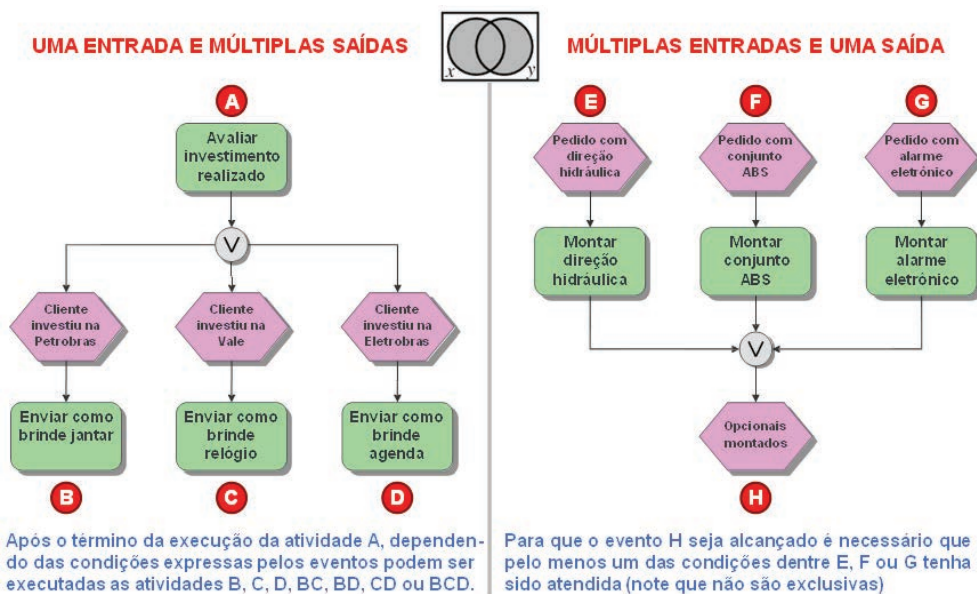 UMA ENTRADA E MÚLTIPLAS SAÍDAS
A
Avaliar
investimento
realizado
V
Cliente
investiu na
Petrobras
Cliente
investiu na
Vale
Cliente
investiu na
Eletrobras
Enviar como
brinde jantar
Enviar como
brinde
relógio
Enviar como
brinde
agenda
B
C
D
Após o término da execução da atividade A, dependen-
do das condições expressas pelos eventos podem ser
executadas as atividades B, C, D, BC, BD, CD ou BCD.
x
y
MÚLTIPLAS ENTRADAS E UMA SAÍDA
E
F
G
Pedido com
direção
hidráulica
Pedido com
conjunto
ABS
Pedido com
alarme
eletrónico
Montar
direção
hidráulica
Montar
conjunto
ABS
Montar
alarme
eletrónico
V
Opcionais
montados
H
Para que o evento H seja alcançado é necessário que
pelo menos um das condições dentre E, F ou G tenha
sido atendida (note que não são exclusivas)